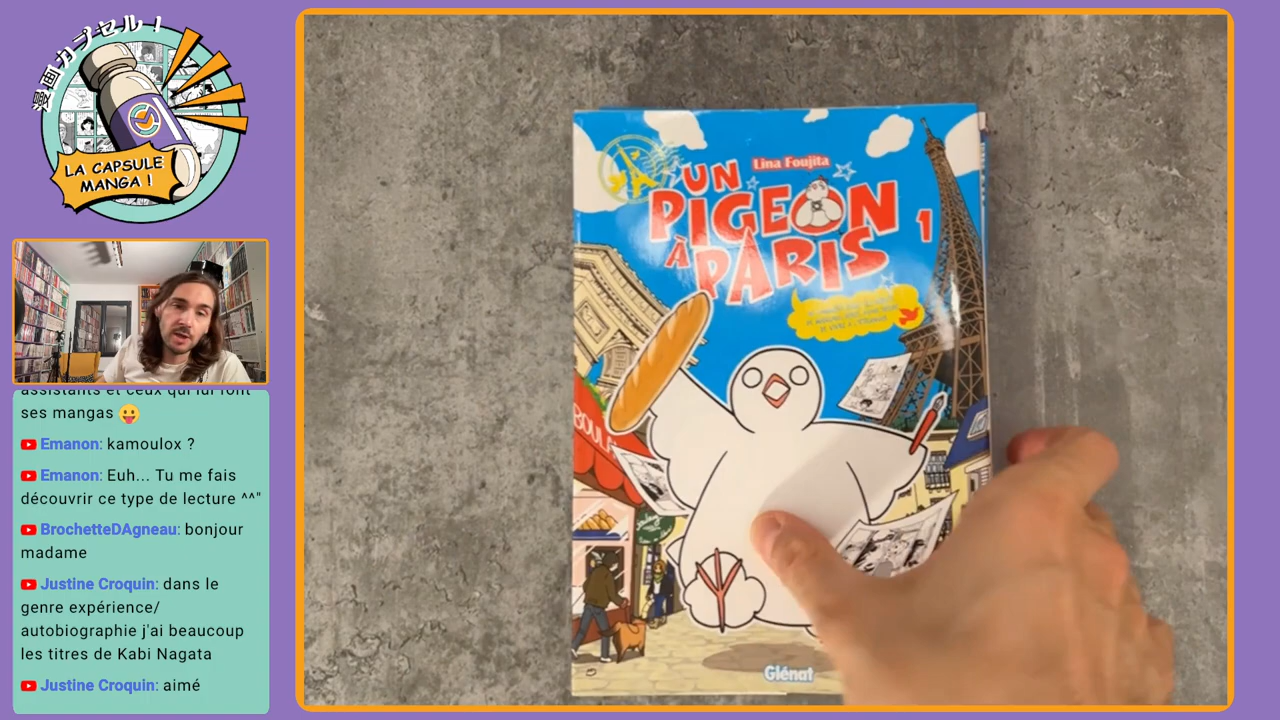 漫画カプセル!
LA CAPSULE
MANGA !
assistants et ceux qui lui font
ses mangas 😛
Emanon: kamoulox ?
Emanon: Euh... Tu me fais
découvrir ce type de lecture ^^"
BrochetteDAgneau: bonjour
madame
Justine Croquin: dans le
genre expérience/
autobiographie j'ai beaucoup
les titres de Kabi Nagata
Justine Croquin: aimé
Lina Foujita
UN
PIGEON
À PARIS
1
BOULA
Glénat